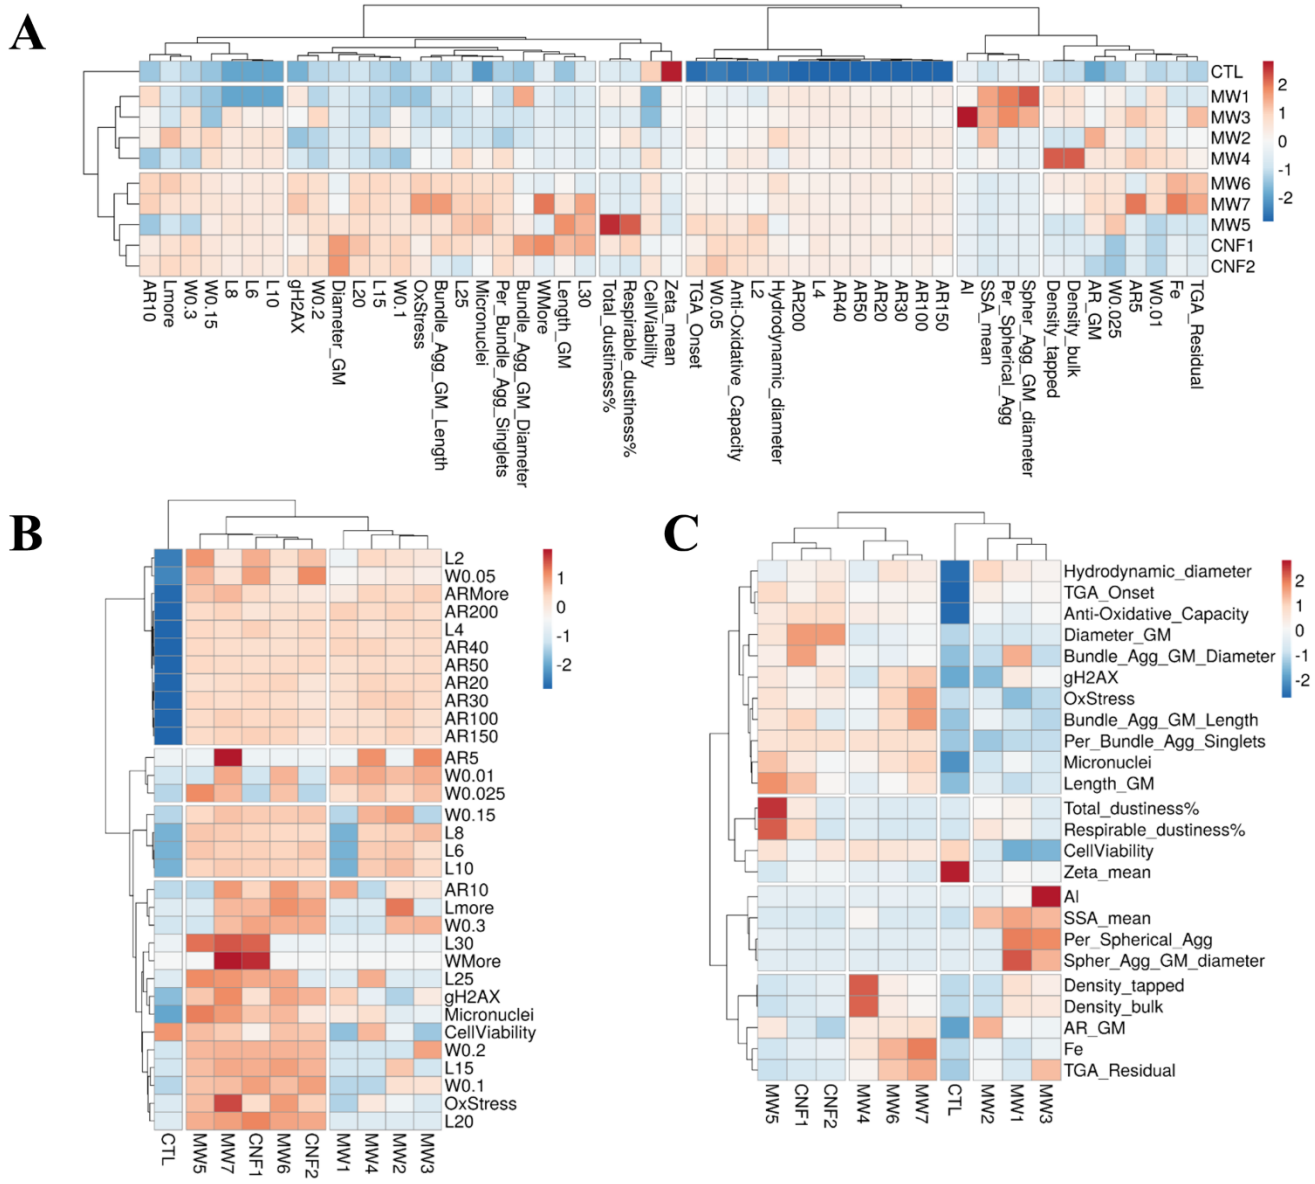 A
CTL
MW1
MW3
MW2
MW4
MW6
MW7
MW5
CNF1
CNF2
2
1
0
-1
-2
AR10
Lmore
W0.3
W0.15
L8
L6
L10
gH2AX
W0.2
Diameter_GM
L20
L15
W0.1
OxStress
Bundle_Agg_GM_Length
L25
Micronuclei
Per_Bundle_Agg_Singlets
Bundle_Agg_GM_Diameter
WMore
Length_GM
L30
Total_dustiness%
Respirable_dustiness%
CellViability
Zeta_mean
TGA_Onset
W0.05
Anti-Oxidative_Capacity
L2
Hydrodynamic_diameter
AR200
L4
AR40
AR50
AR20
AR30
AR100
AR150
Al
SSA_mean
Per_Spherical_Agg
Spher_Agg_GM_diameter
Density_tapped
Density_bulk
AR_GM
W0.025
AR5
W0.01
Fe
TGA_Residual
B
L2
W0.05
ARMore
AR200
L4
AR40
AR50
AR20
AR30
AR100
AR150
AR5
W0.01
W0.025
W0.15
L8
L6
L10
AR10
Lmore
W0.3
L30
WMore
L25
gH2AX
Micronuclei
CellViability
W0.2
L15
W0.1
OxStress
L20
1
0
-1
-2
CTL
MW5
MW7
CNF1
MW6
CNF2
MW1
MW4
MW2
MW3
C
Hydrodynamic_diameter
TGA_Onset
Anti-Oxidative_Capacity
Diameter_GM
Bundle_Agg_GM_Diameter
gH2AX
OxStress
Bundle_Agg_GM_Length
Per_Bundle_Agg_Singlets
Micronuclei
Length_GM
Total_dustiness%
Respirable_dustiness%
CellViability
Zeta_mean
Al
SSA_mean
Per_Spherical_Agg
Spher_Agg_GM_diameter
Density_tapped
Density_bulk
AR_GM
Fe
TGA_Residual
2
1
0
-1
-2
MW5
CNF1
CNF2
MW4
MW6
MW7
CTL
MW2
MW1
MW3